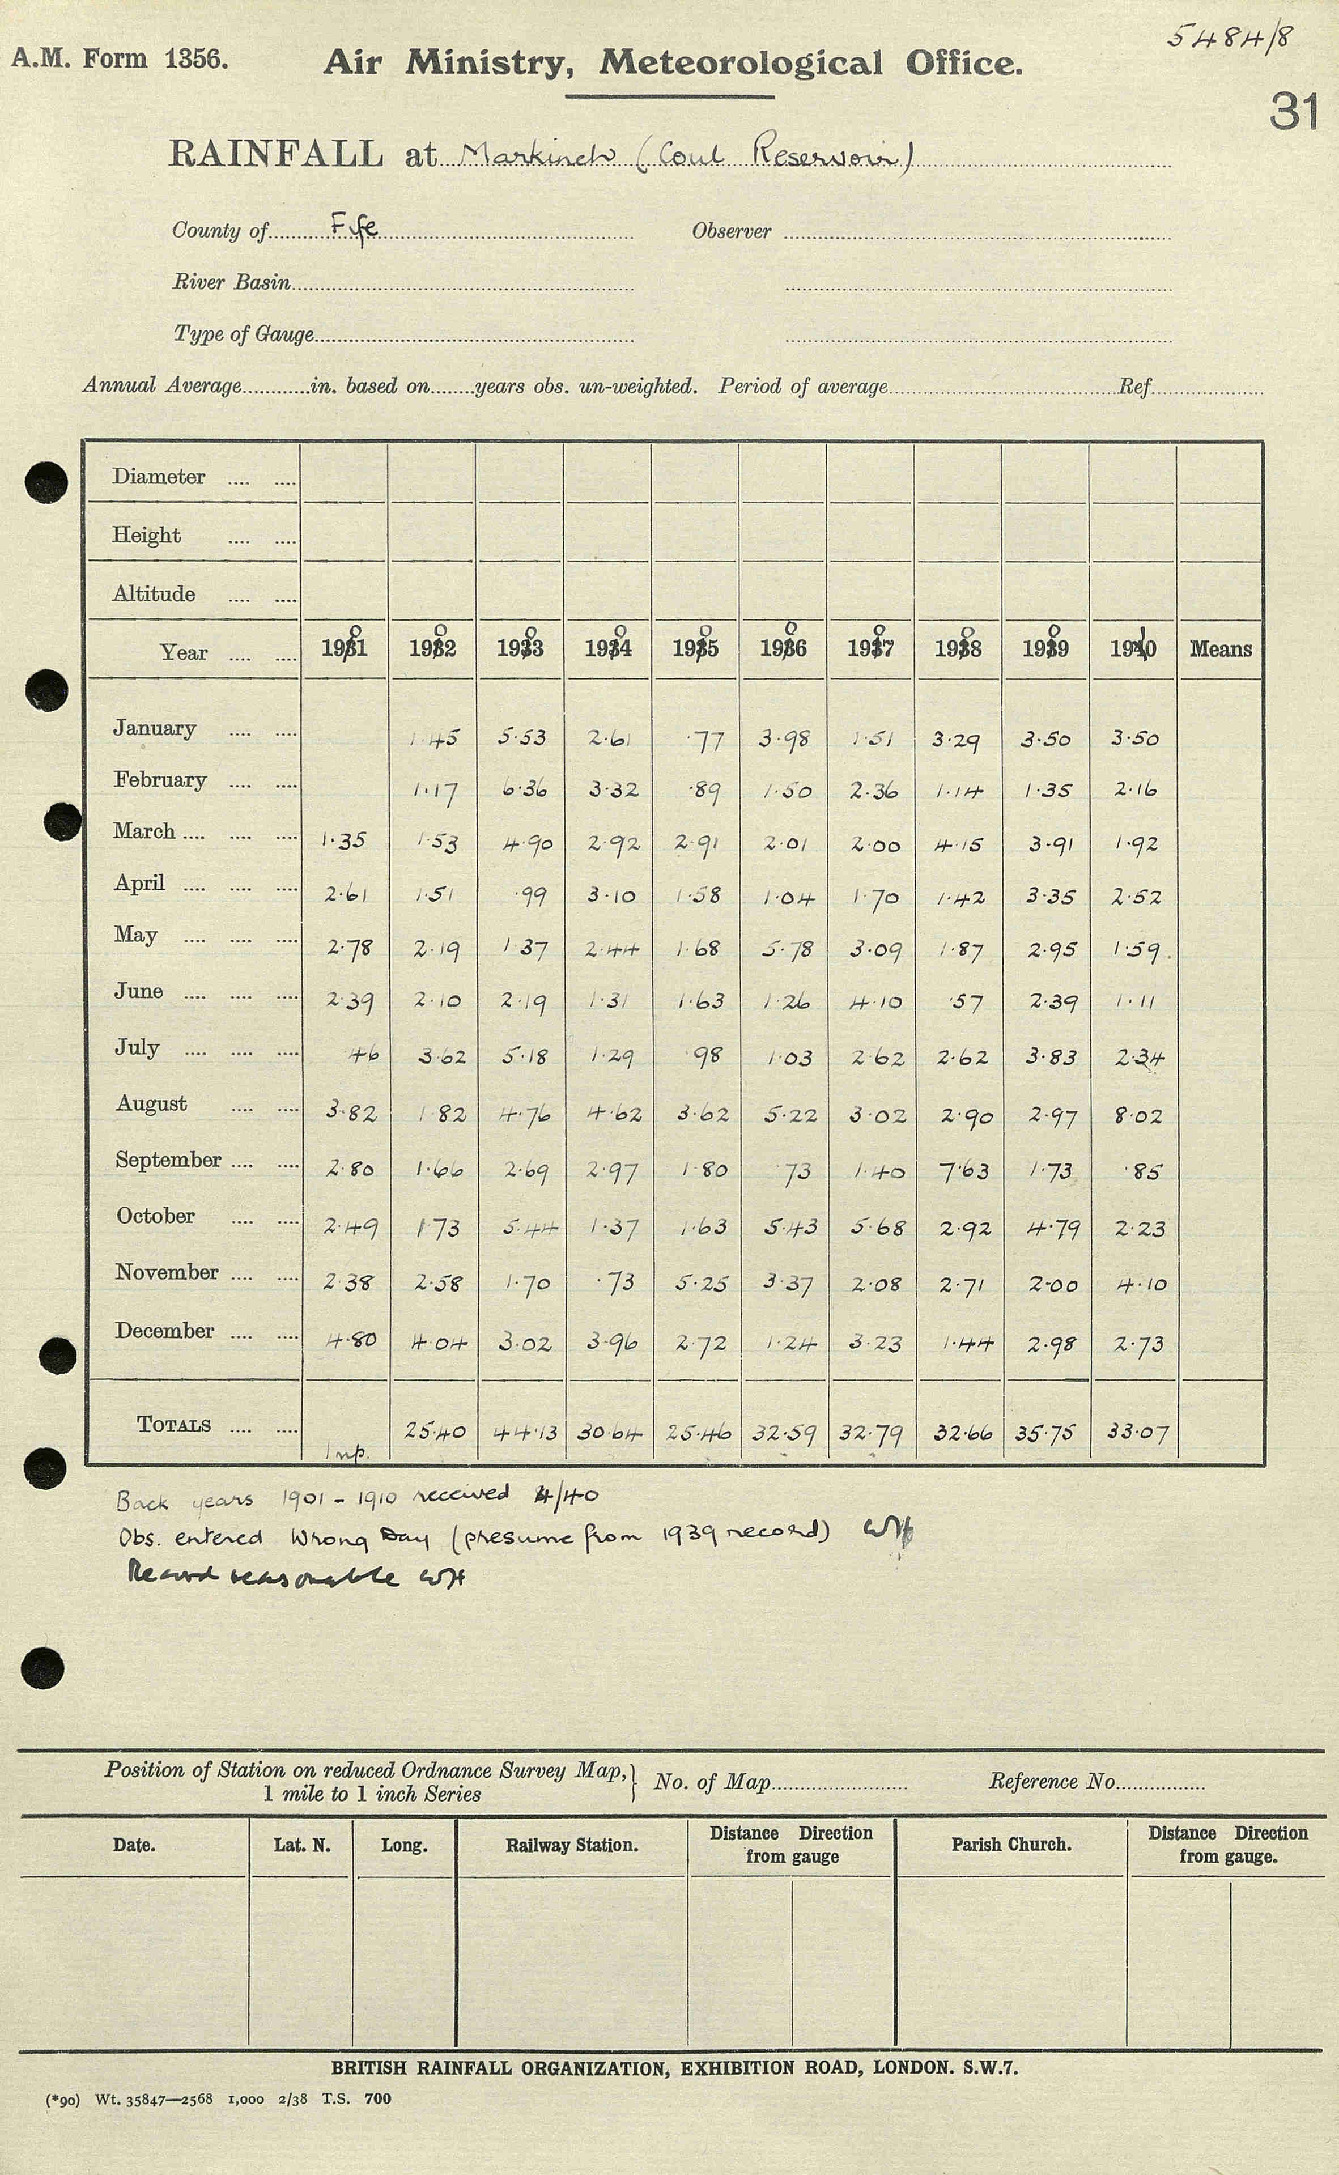 5484/8
A.M. Form 1356. Air Ministry, Meteorological Office.
31
RAINFALL at Markinch (Coul Reservoir)
County of Fife Observer
River Basin
Type of Gauge
Annual Average in. based on years obs. un-weighted. Period of average Ref
Diameter
Height
Altitude
Year 1901 1902 1903 1904 1905 1906 1907 1908 1909 1910 Means
January 1·45 5·53 2·61 ·77 3·98 1·51 3·29 3·50 3·50
February 1·17 6·36 3·32 ·89 1·50 2·36 1·14 1·35 2·16
March 1·35 1·53 4·90 2·92 2·91 2·01 2·00 4·15 3·91 1·92
April 2·61 1·51 ·99 3·10 1·58 1·04 1·70 1·42 3·35 2·52
May 2·78 2·19 1·37 2·44 1·68 5·78 3·09 1·87 2·95 1·59
June 2·39 2·10 2·19 1·31 1·63 1·26 4·10 ·57 2·39 1·11
July ·46 3·62 5·18 1·29 ·98 1·03 2·62 2·62 3·83 2·34
August 3·82 1·82 4·76 4·62 3·62 5·22 3·02 2·90 2·97 8·02
September 2·80 1·66 2·69 2·97 1·80 ·73 1·40 7·63 1·73 ·85
October 2·49 1·73 5·44 1·37 1·63 5·43 5·68 2·92 4·79 2·23
November 2·38 2·58 1·70 ·73 5·25 3·37 2·08 2·71 2·00 4·10
December 4·80 4·04 3·02 3·96 2·72 1·24 3·23 1·44 2·98 2·73
TOTALS Inp. 25·40 44·13 30·64 25·46 32·59 32·79 32·66 35·75 33·07
Back years 1901 - 1910 received 4/40
Obs. entered Wrong Day (presume from 1939 record) WH
Record reasonable WH
Position of Station on reduced Ordnance Survey Map,} No. of Map Reference No.
1 mile to 1 inch Series
Date. Lat. N. Long. Railway Station. Distance Direction from gauge Parish Church. Distance Direction from gauge.
BRITISH RAINFALL ORGANIZATION, EXHIBITION ROAD, LONDON. S.W.7.
(*90) Wt. 35847—2568 1,000 2/38 T.S. 700